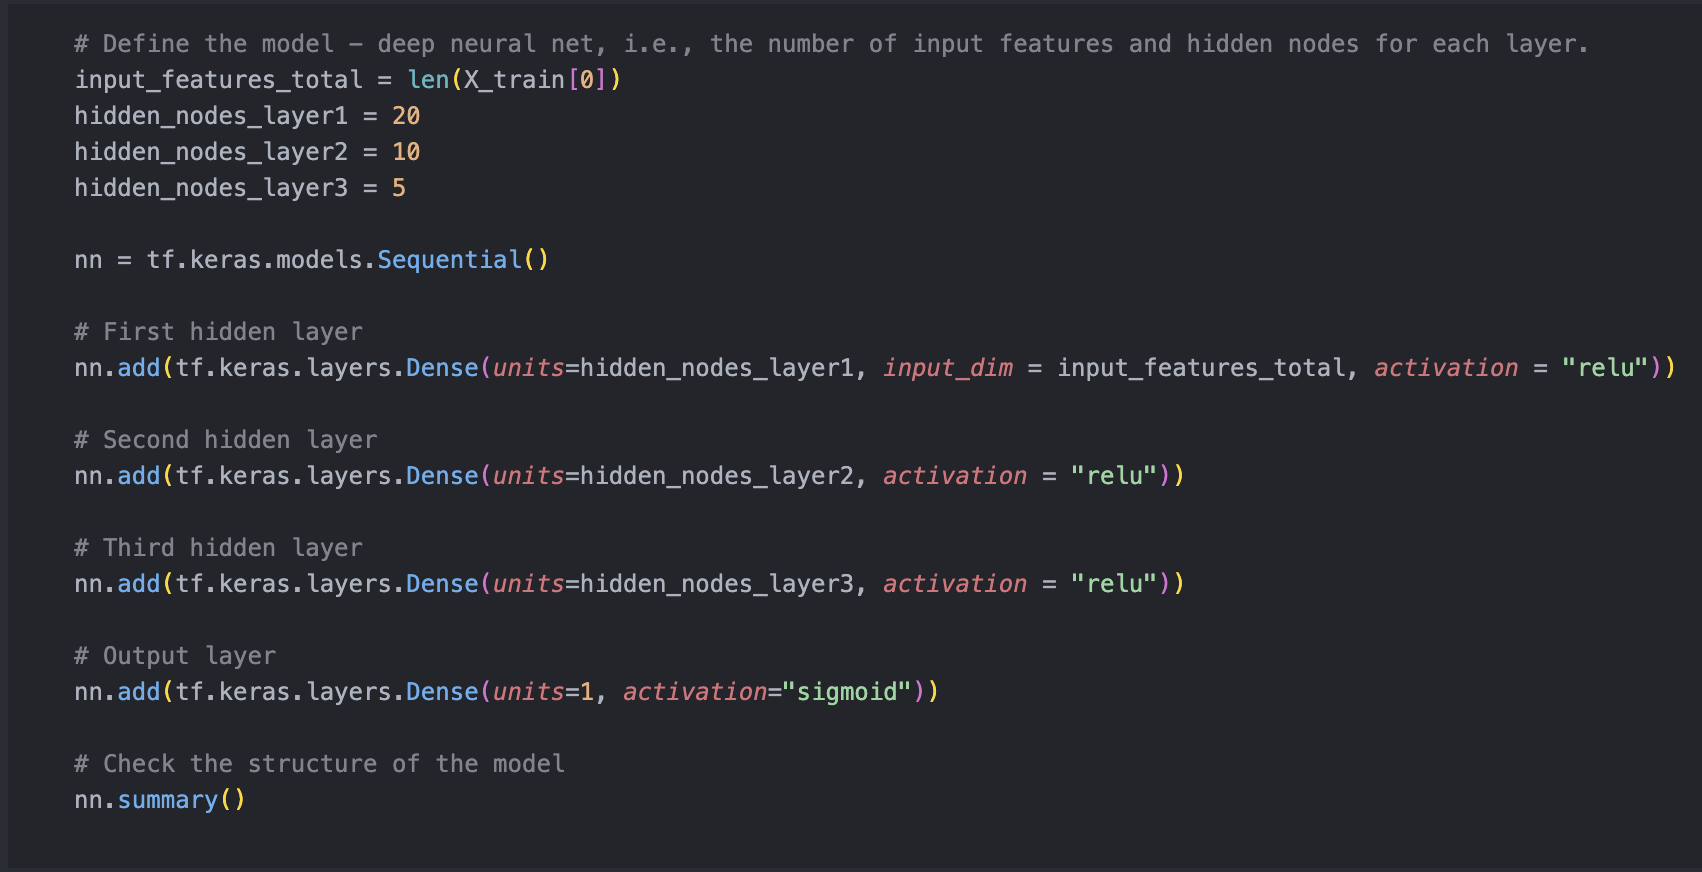 # Define the model – deep neural net, i.e., the number of input features and hidden nodes for each layer.
input_features_total = len(X_train[0])
hidden_nodes_layer1 = 20
hidden_nodes_layer2 = 10
hidden_nodes_layer3 = 5
nn = tf.keras.models.Sequential()
# First hidden layer
nn.add(tf.keras.layers.Dense(units=hidden_nodes_layer1, input_dim = input_features_total, activation = "relu"))
# Second hidden layer
nn.add(tf.keras.layers.Dense(units=hidden_nodes_layer2, activation = "relu"))
# Third hidden layer
nn.add(tf.keras.layers.Dense(units=hidden_nodes_layer3, activation = "relu"))
# Output layer
nn.add(tf.keras.layers.Dense(units=1, activation="sigmoid"))
# Check the structure of the model
nn.summary()